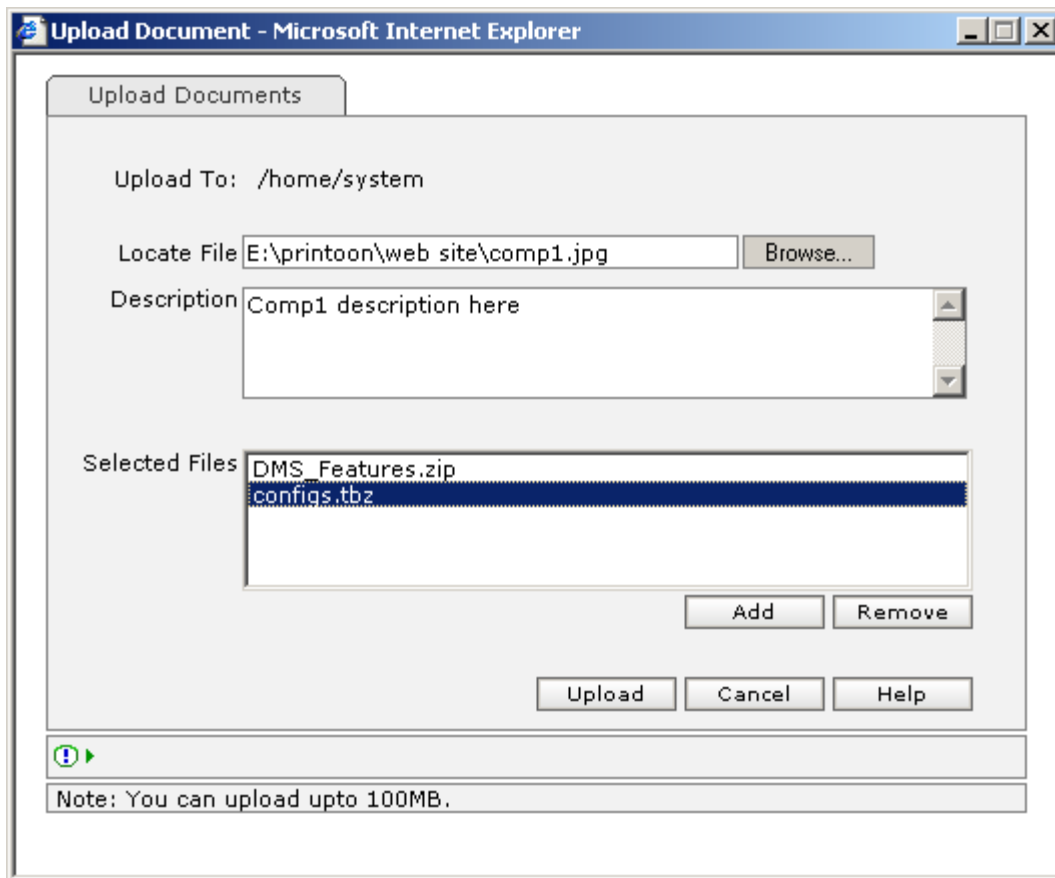 Upload Document - Microsoft Internet Explorer
Upload Documents
Upload To: /home/system
Locate File E:\printoon\web site\comp1.jpg Browse...
Description Comp1 description here
Selected Files DMS_Features.zip
configs.tbz
Add Remove
Upload Cancel Help
Note: You can upload upto 100MB.